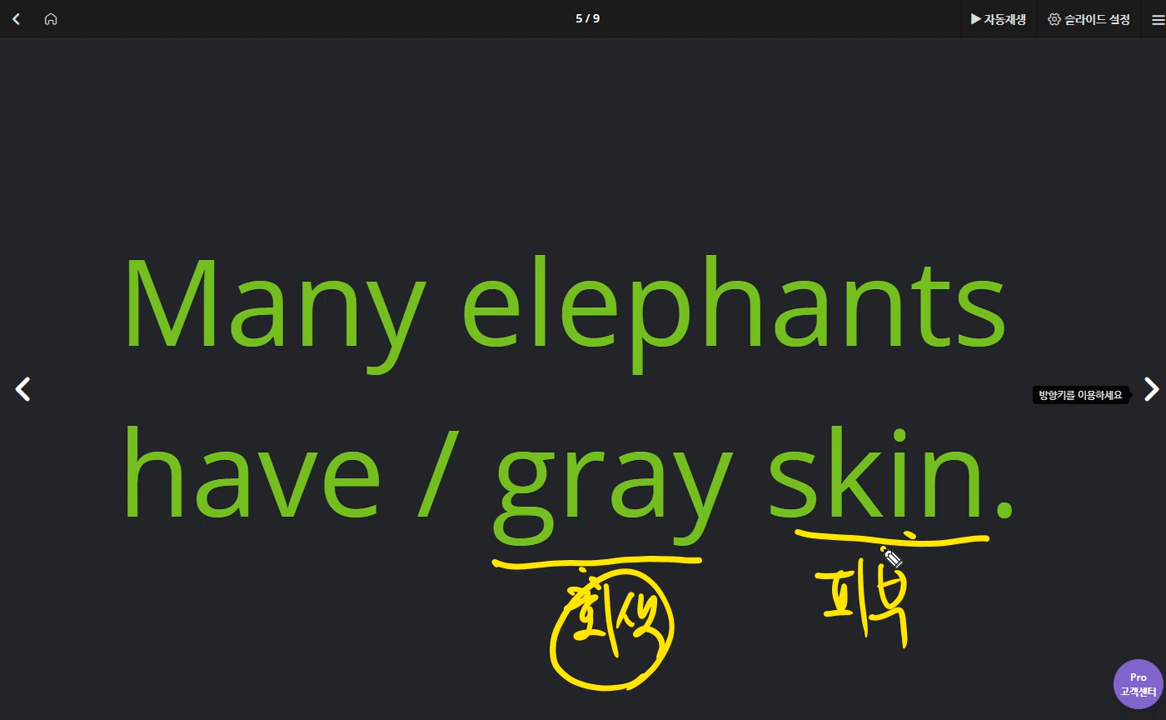 5 / 9
▶ 자동재생
슬라이드 설정
Many elephants
방향키를 이용하세요
have / gray skin.
회색
피부
Pro
고객센터